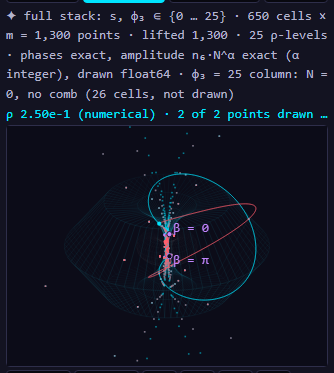 ✦ full stack: s, ϕ₃ ∈ {0 … 25} · 650 cells ×
m = 1,300 points · lifted 1,300 · 25 ρ-levels
· phases exact, amplitude n₆·N^α exact (α
integer), drawn float64 · ϕ₃ = 25 column: N =
0, no comb (26 cells, not drawn)
ρ 2.50e-1 (numerical) · 2 of 2 points drawn …
β = 0
β = π